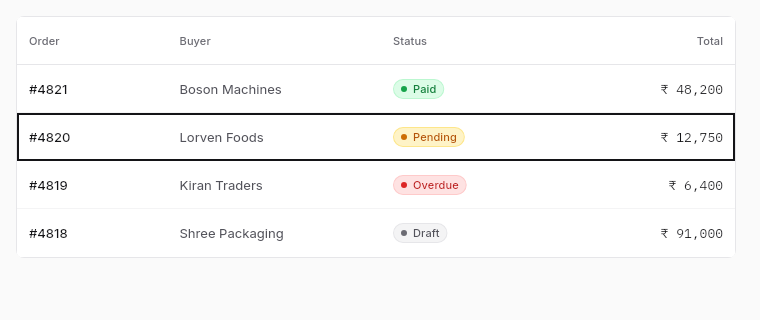 Order Buyer Status Total
#4821 Boson Machines Paid ₹ 48,200
#4820 Lorven Foods Pending ₹ 12,750
#4819 Kiran Traders Overdue ₹ 6,400
#4818 Shree Packaging Draft ₹ 91,000